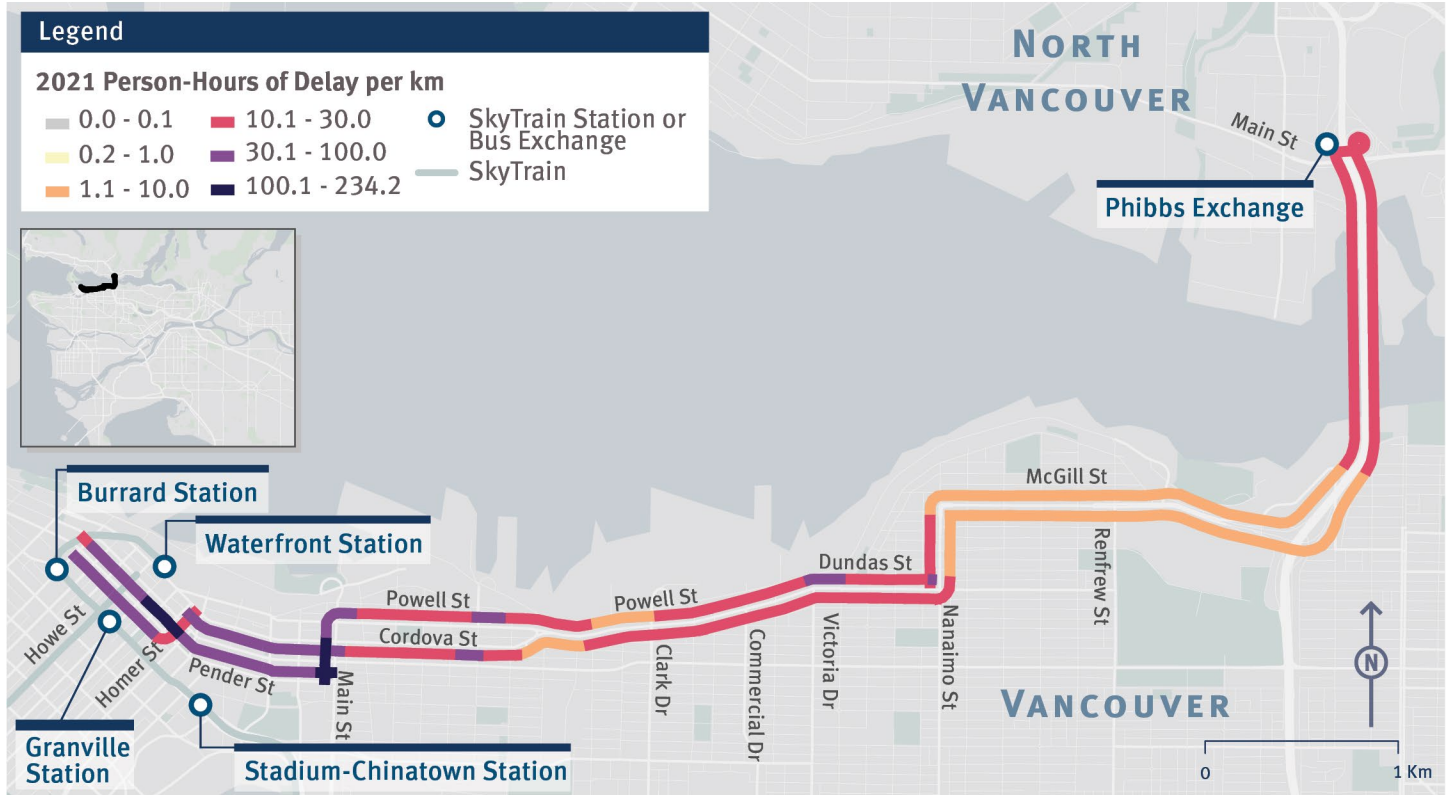 Legend
2021 Person-Hours of Delay per km
0.0 - 0.1
0.2 - 1.0
1.1 - 10.0
10.1 - 30.0
30.1 - 100.0
100.1 - 234.2
SkyTrain Station or
Bus Exchange
SkyTrain
NORTH
VANCOUVER
Main St
Phibbs Exchange
Burrard Station
Waterfront Station
McGill St
Renfrew St
Dundas St
Powell St
Powell St
Cordova St
Howe St
Homer St
Pender St
Main St
Clark Dr
Commercial Dr
Victoria Dr
Nanaimo St
VANCOUVER
N
Granville
Station
Stadium-Chinatown Station
0
1 Km